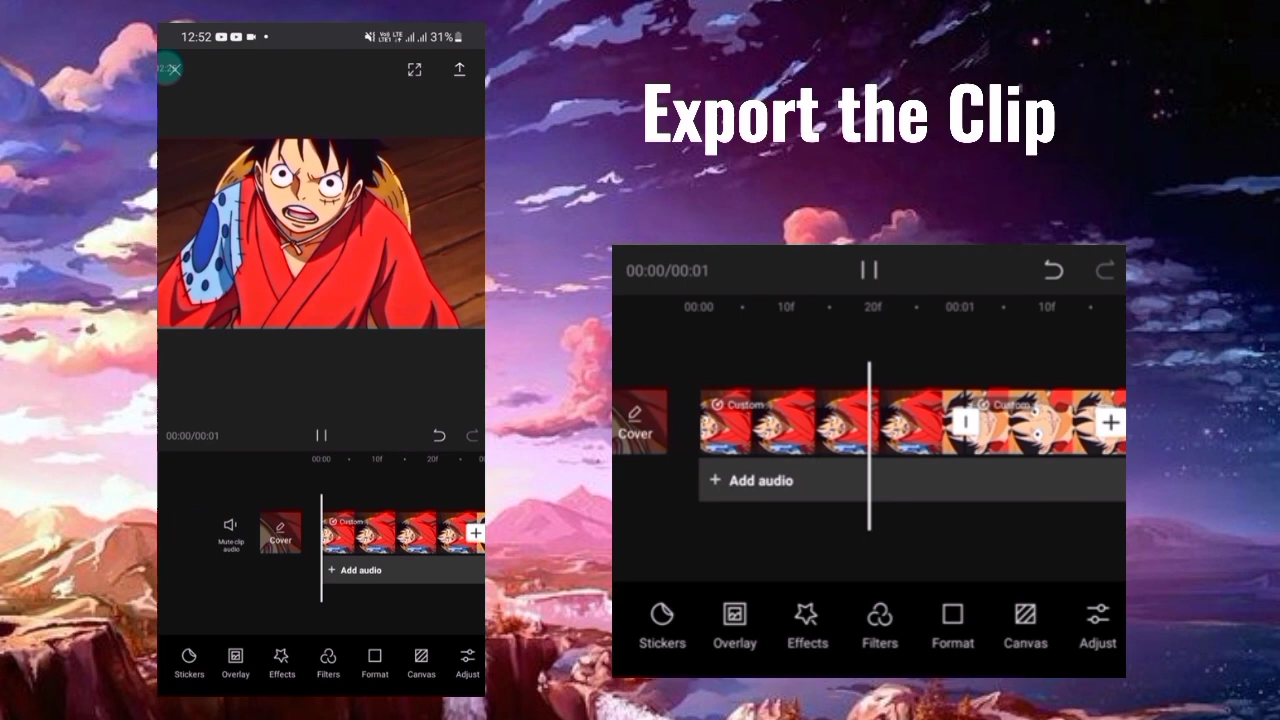 12:52
31%
Export the Clip
00:00/00:01
00:00 10f 20f
Mute clip
audio
Cover
Custom
+ Add audio
Stickers Overlay Effects Filters Format Canvas Adjust
00:00/00:01
00:00 10f 20f 00:01 10f
Cover
Custom
Custom
+ Add audio
Stickers Overlay Effects Filters Format Canvas Adjust